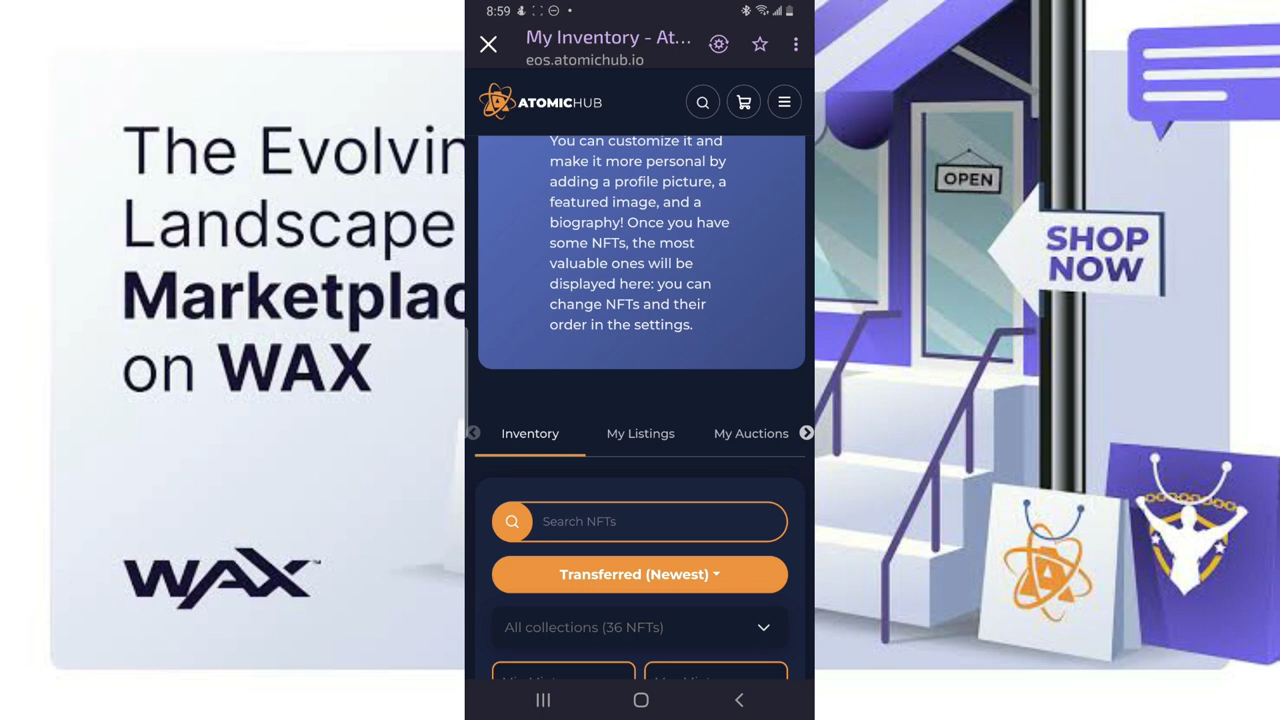 The Evolvin
Landscape
Marketplac
on WAX
WAX™
8:59
My Inventory - At...
eos.atomichub.io
ATOMICHUB
You can customize it and
make it more personal by
adding a profile picture, a
featured image, and a
biography! Once you have
some NFTs, the most
valuable ones will be
displayed here: you can
change NFTs and their
order in the settings.
Inventory My Listings My Auctions
Search NFTs
Transferred (Newest)
All collections (36 NFTs)
OPEN
SHOP
NOW